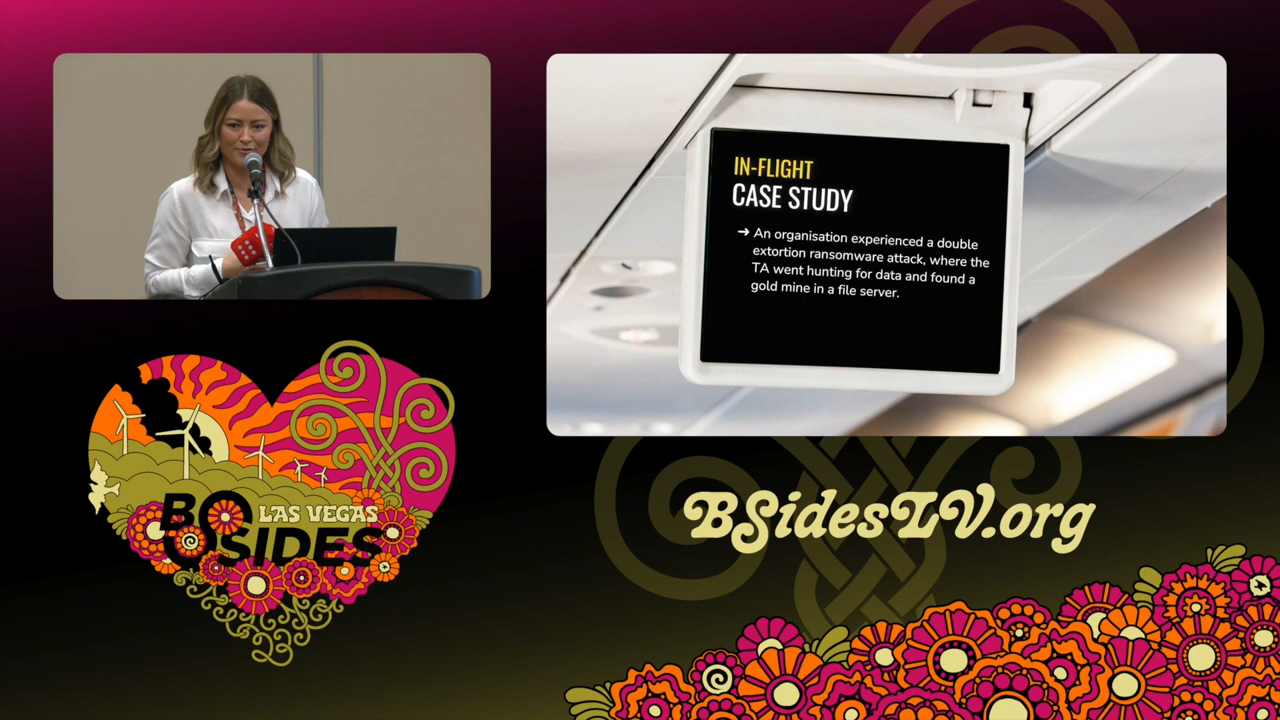 IN-FLIGHT
CASE STUDY
➜ An organisation experienced a double
extortion ransomware attack, where the
TA went hunting for data and found a
gold mine in a file server.
BSIDES
LAS VEGAS
23
BSidesLV.org